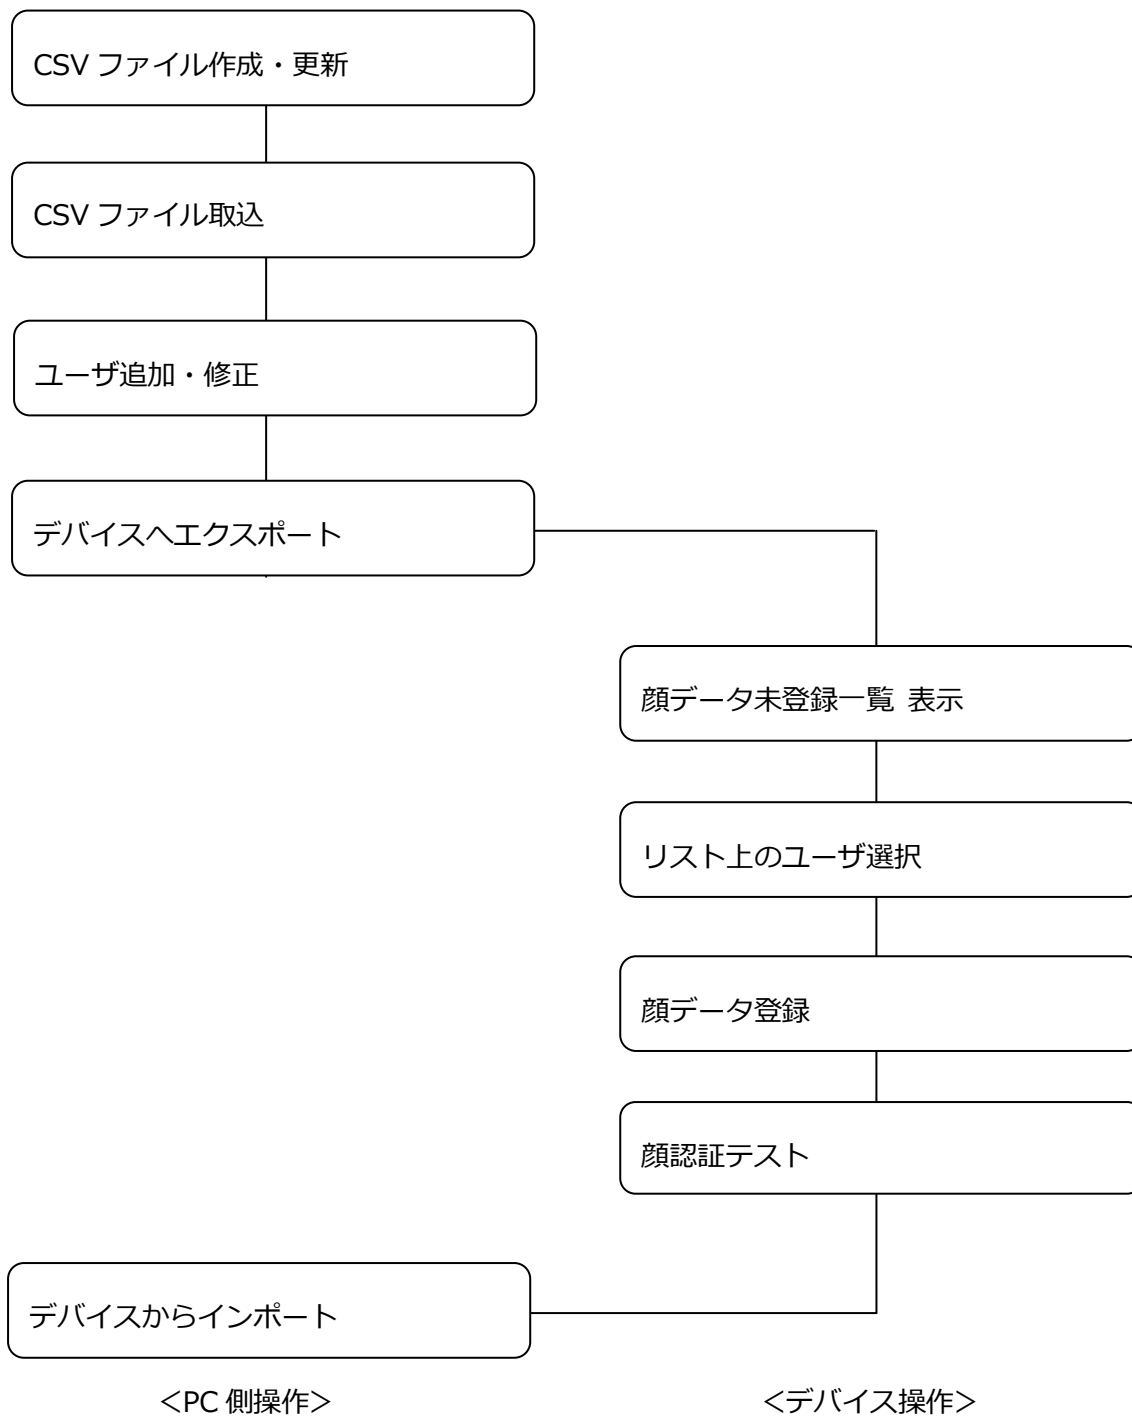 CSV ファイル作成・更新
CSV ファイル取込
ユーザ追加・修正
デバイスへエクスポート
顔データ未登録一覧 表示
リスト上のユーザ選択
顔データ登録
顔認証テスト
デバイスからインポート
＜PC 側操作＞
＜デバイス操作＞